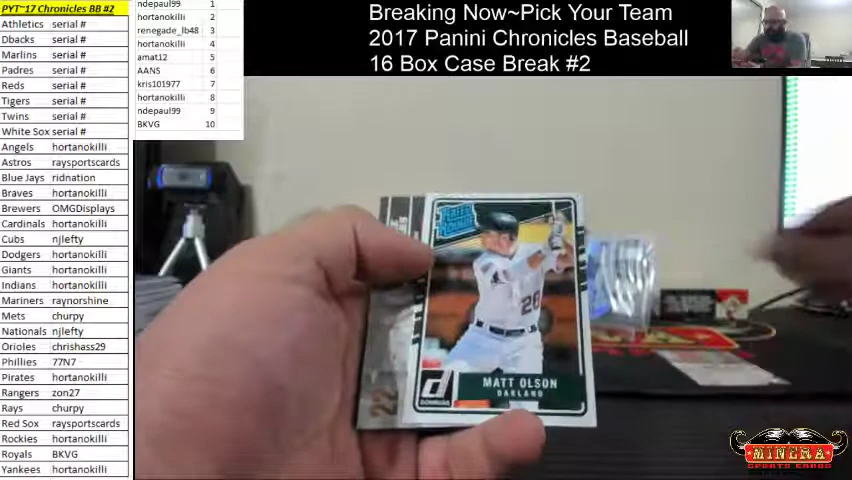 PYT~17 Chronicles BB #2
Athletics serial #
Dbacks serial #
Marlins serial #
Padres serial #
Reds serial #
Tigers serial #
Twins serial #
White Sox serial #
Angels hortanokilli
Astros raysportscards
Blue Jays ridnation
Braves hortanokilli
Brewers OMGDisplays
Cardinals hortanokilli
Cubs njlefty
Dodgers hortanokilli
Giants hortanokilli
Indians hortanokilli
Mariners raynorshine
Mets churpy
Nationals njlefty
Orioles chrishass29
Phillies 77N7
Pirates hortanokilli
Rangers zon27
Rays churpy
Red Sox raysportscards
Rockies hortanokilli
Royals BKVG
Yankees hortanokilli
ndepaul99 1
hortanokilli 2
renegade_lb48 3
hortanokilli 4
amat12 5
AANS 6
kris101977 7
hortanokilli 8
ndepaul99 9
BKVG 10
Breaking Now~Pick Your Team
2017 Panini Chronicles Baseball
16 Box Case Break #2
28
MATT OLSON
OAKLAND
d
DONRUSS
22
MINERA
SPORTS CARDS